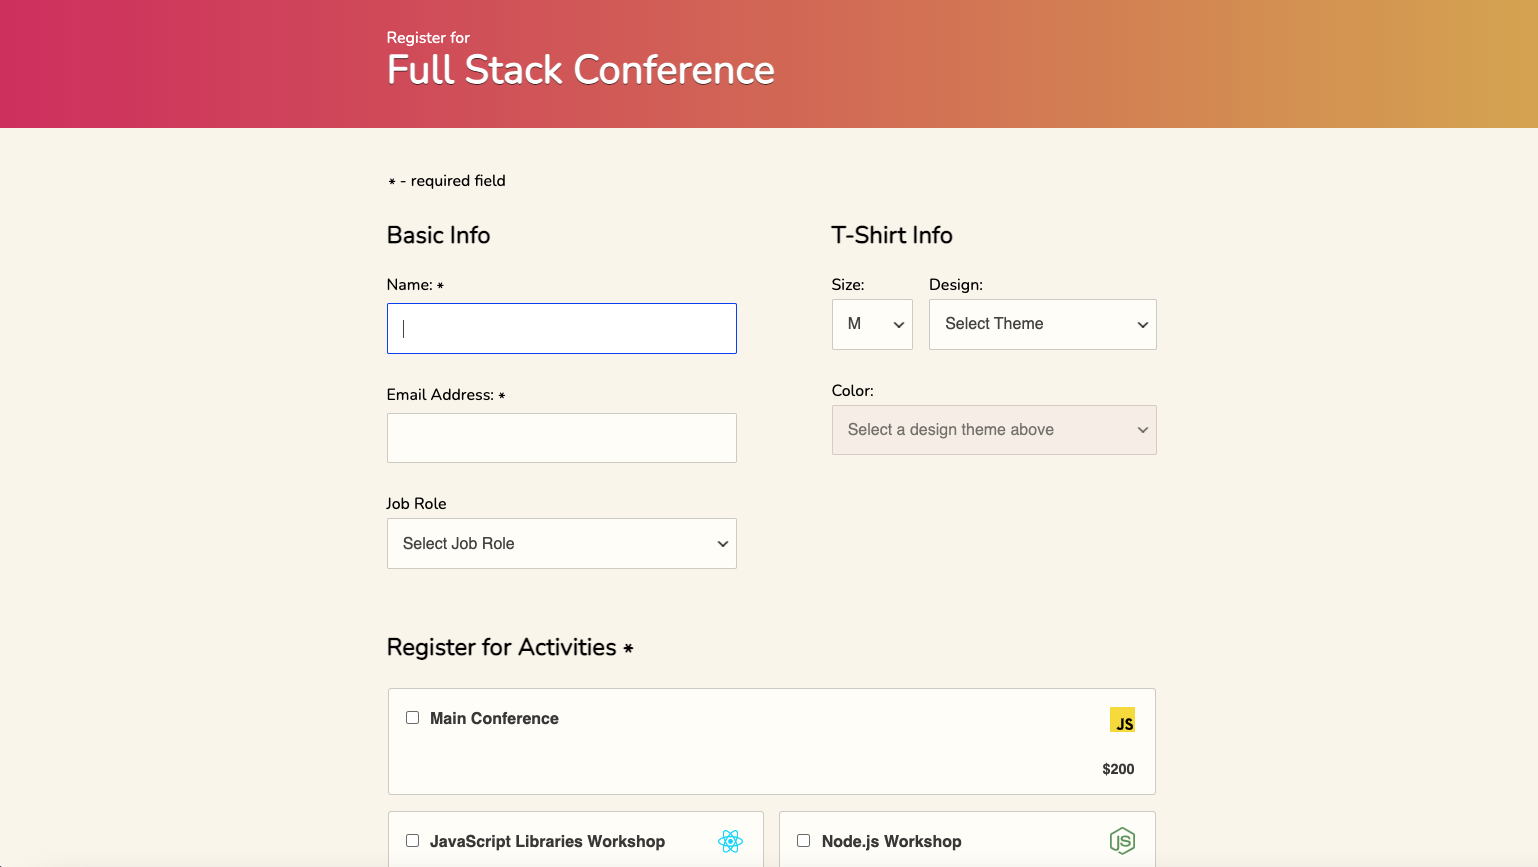 Register for
Full Stack Conference
* - required field
Basic Info
Name: *
Email Address: *
Job Role
Select Job Role
T-Shirt Info
Size:
M
Design:
Select Theme
Color:
Select a design theme above
Register for Activities *
Main Conference
JS
$200
JavaScript Libraries Workshop
Node.js Workshop
JS